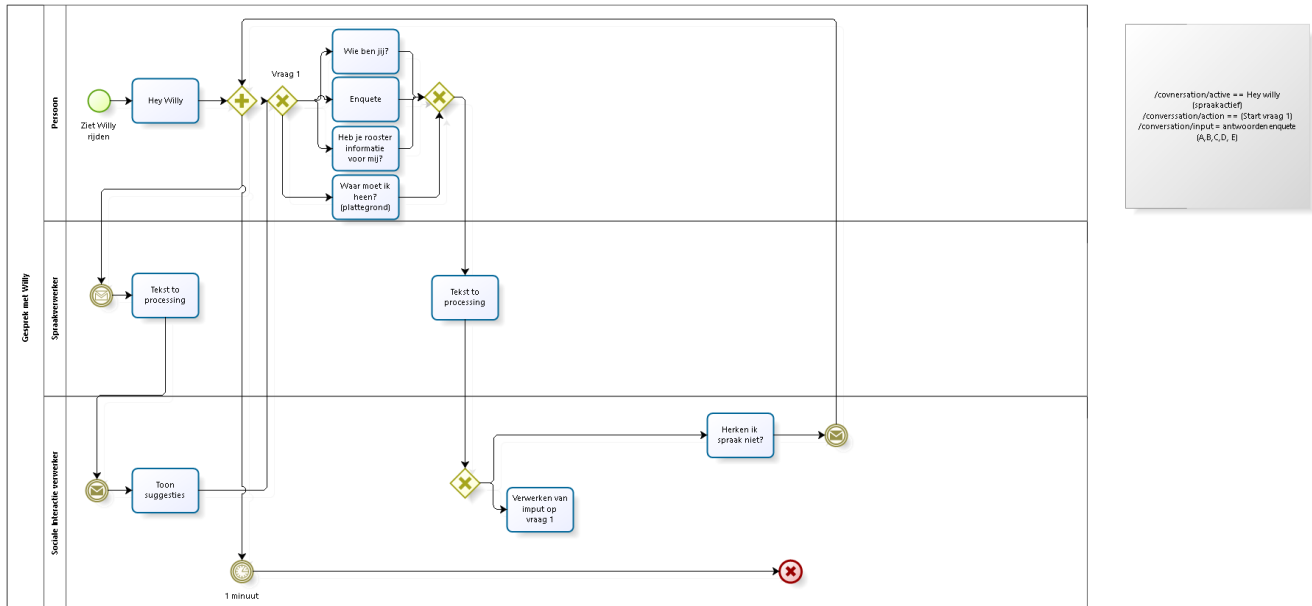 Gesprek met Willy
Persoon
Ziet Willy
rijden
Hey Willy
Vraag 1
Wie ben jij?
Enquete
Heb je rooster
informatie
voor mij?
Waar moet ik
heen?
(plattegrond)
Spraakverwerker
Tekst to
processing
Tekst to
processing
Sociale Interactie verwerker
Toon
suggesties
Herken ik
spraak niet?
Verwerken van
imput op
vraag 1
1 minuut
/covnersation/active == Hey willy
(spraakactief)
/converssation/action == (Start vraag 1)
/conversation/input = antwoorden enquete
(A,B,C,D, E)